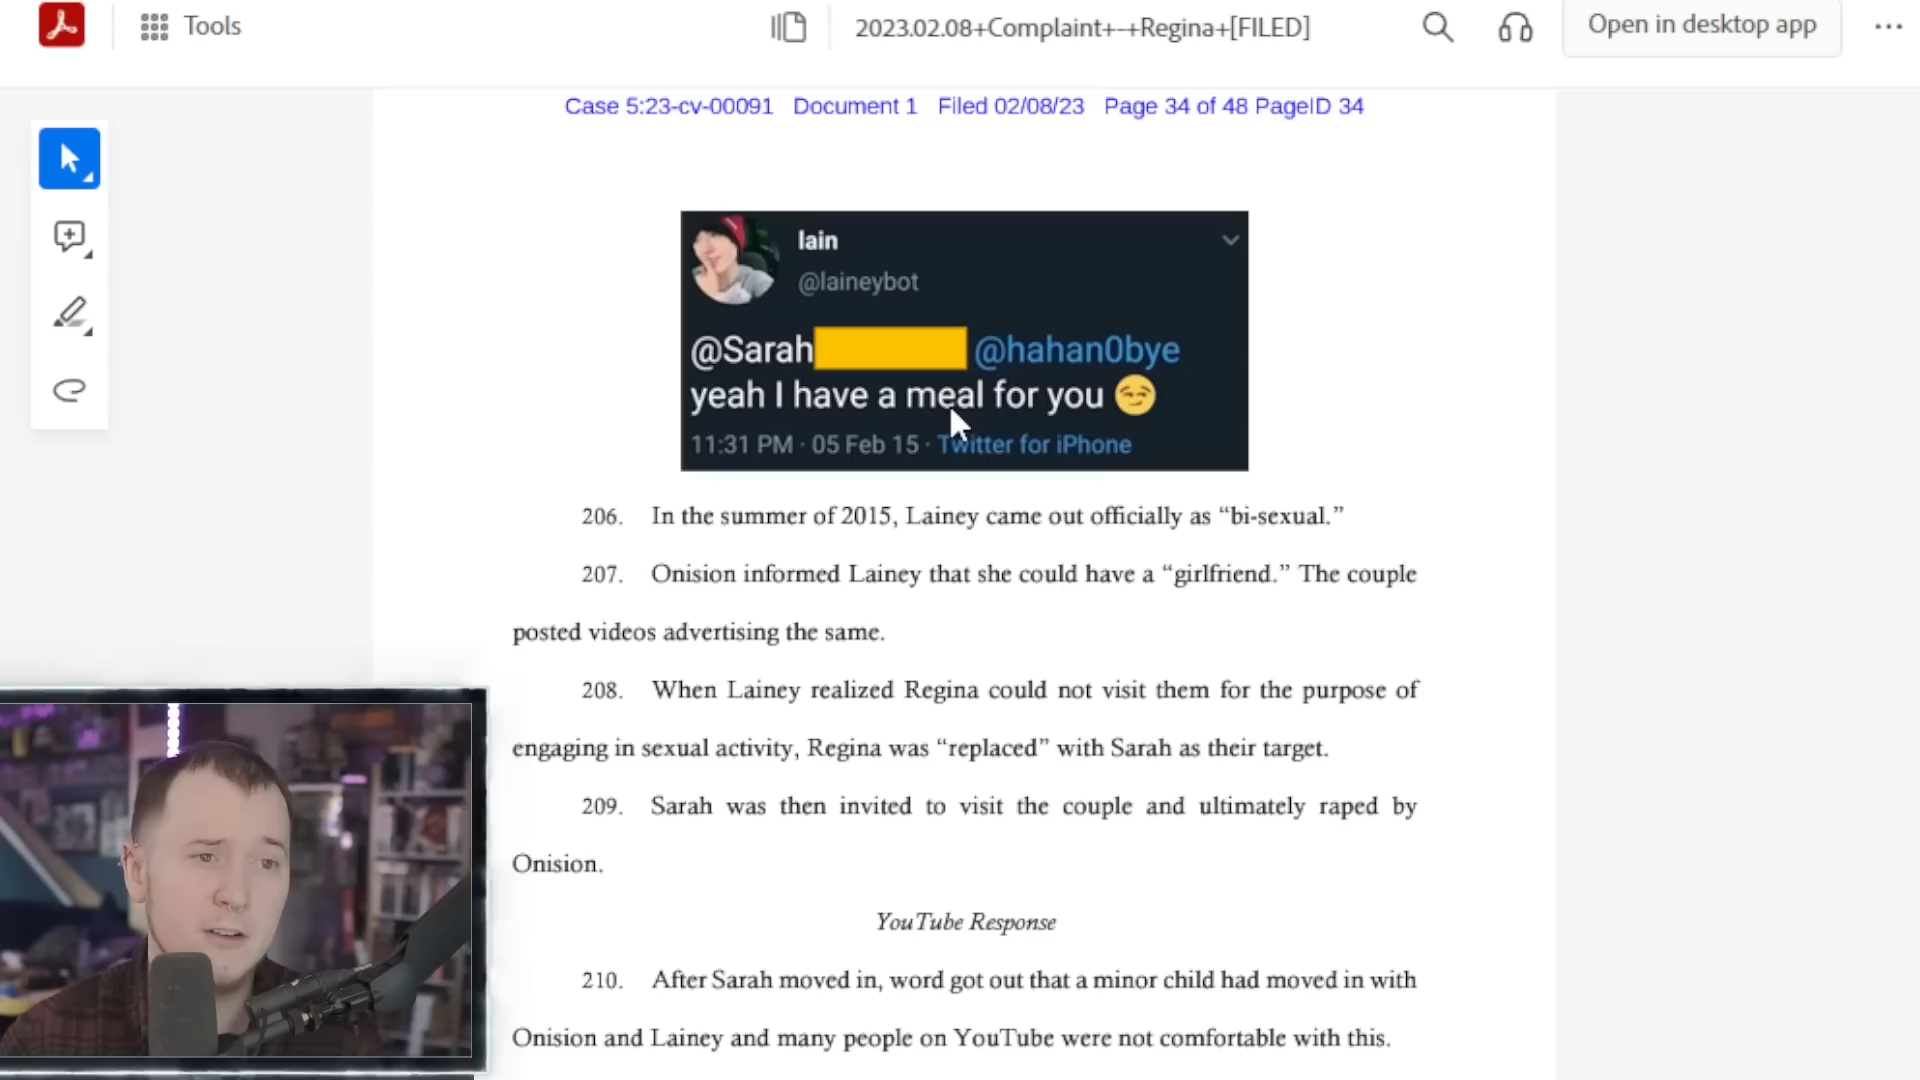 Tools
2023.02.08+Complaint+-+Regina+[FILED]
Open in desktop app
Case 5:23-cv-00091 Document 1 Filed 02/08/23 Page 34 of 48 PageID 34
lain
@laineybot
@Sarah @hahan0bye
yeah I have a meal for you 😏
11:31 PM · 05 Feb 15 · Twitter for iPhone
206. In the summer of 2015, Lainey came out officially as “bi-sexual.”
207. Onision informed Lainey that she could have a “girlfriend.” The couple
posted videos advertising the same.
208. When Lainey realized Regina could not visit them for the purpose of
engaging in sexual activity, Regina was “replaced” with Sarah as their target.
209. Sarah was then invited to visit the couple and ultimately raped by
Onision.
YouTube Response
210. After Sarah moved in, word got out that a minor child had moved in with
Onision and Lainey and many people on YouTube were not comfortable with this.